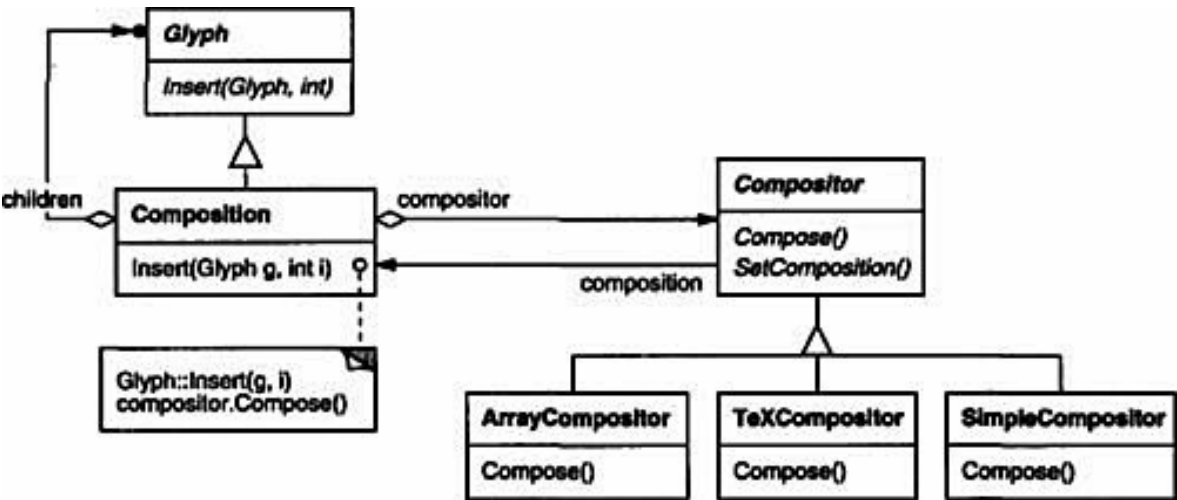 Glyph
Insert(Glyph, int)
children
Composition
compositor
Insert(Glyph g, int i)
Compositor
Compose()
SetComposition()
composition
Glyph::Insert(g, i)
compositor.Compose()
ArrayCompositor
Compose()
TeXCompositor
Compose()
SimpleCompositor
Compose()